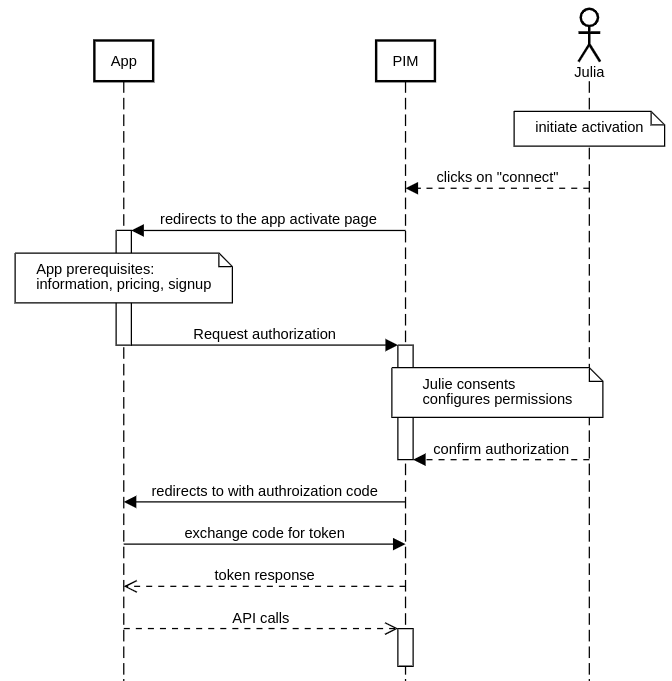 App
PIM
Julia
initiate activation
clicks on "connect"
redirects to the app activate page
App prerequisites:
information, pricing, signup
Request authorization
Julie consents
configures permissions
confirm authorization
redirects to with authroization code
exchange code for token
token response
API calls